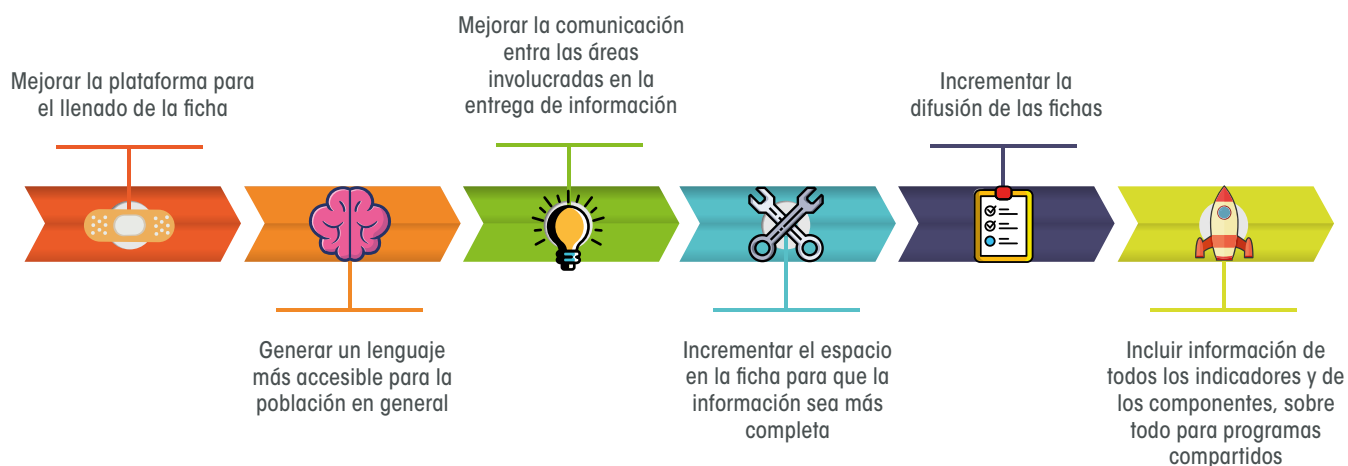 Mejorar la plataforma para
el llenado de la ficha
Generar un lenguaje
más accesible para la
población en general
Mejorar la comunicación
entra las áreas
involucradas en la
entrega de información
Incrementar el espacio
en la ficha para que la
información sea más
completa
Incrementar la
difusión de las fichas
Incluir información de
todos los indicadores y de
los componentes, sobre
todo para programas
compartidos